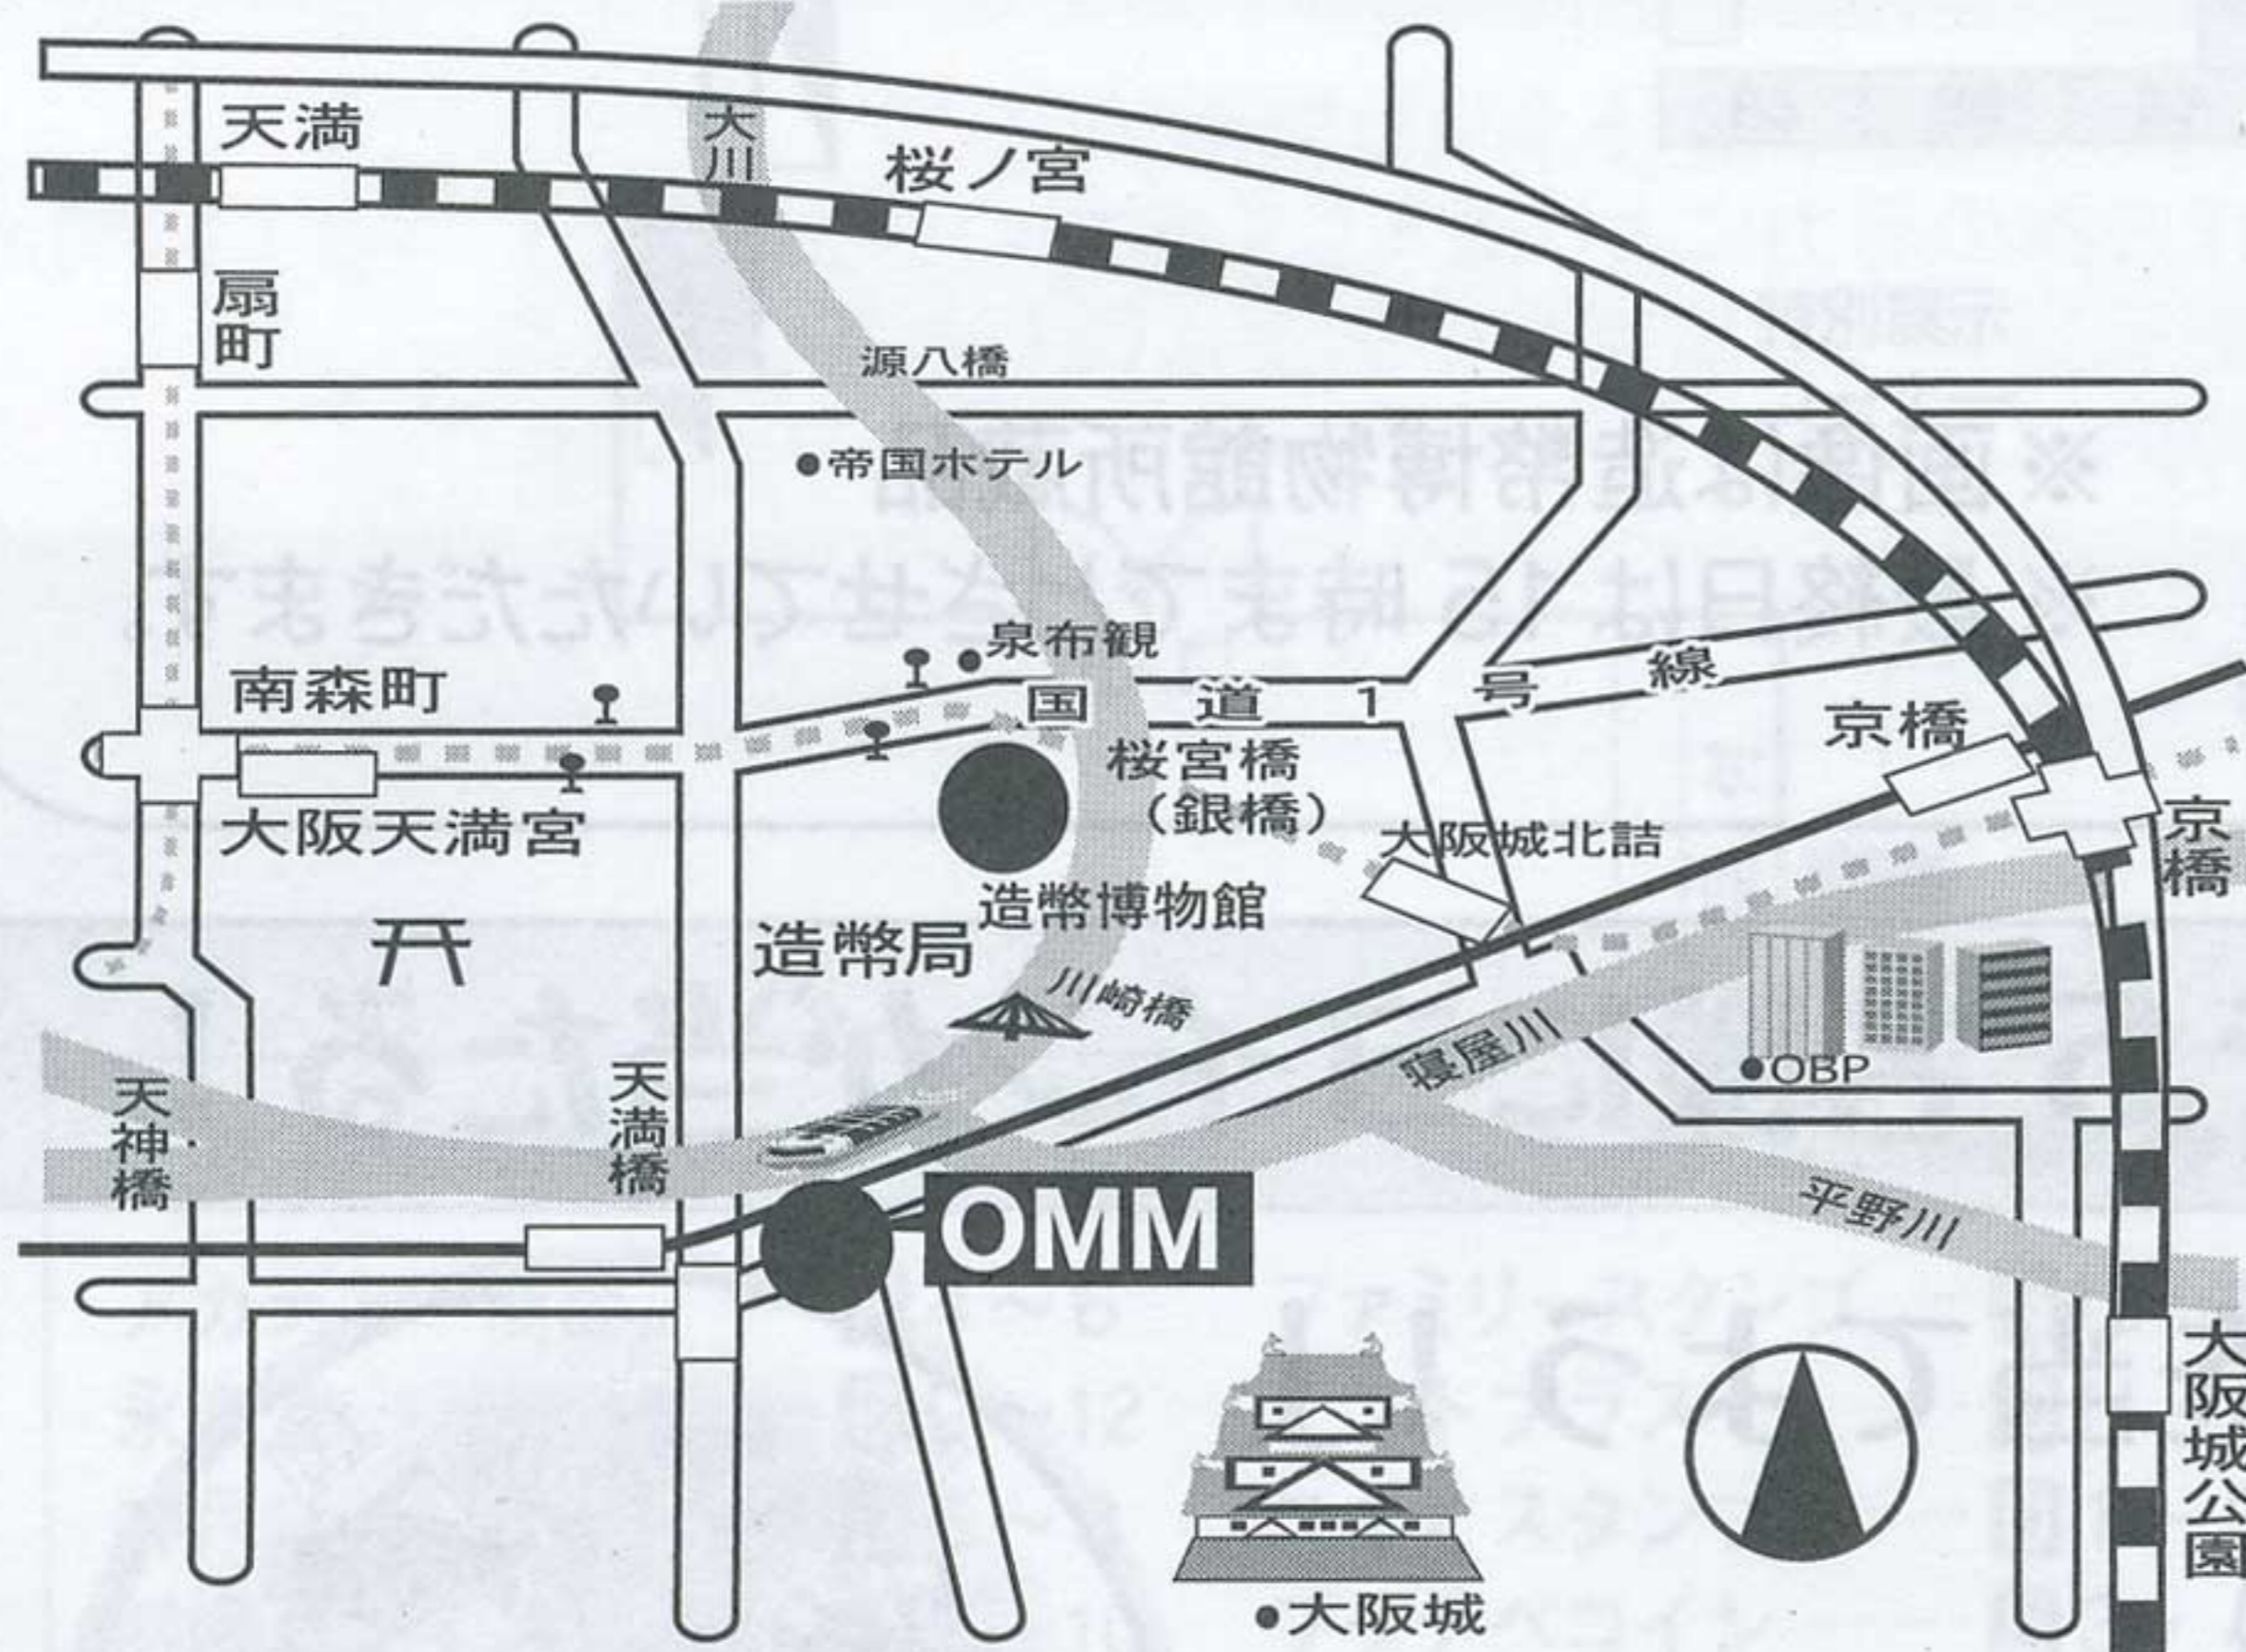 天満
大川
桜ノ宮
扇町
源八橋
帝国ホテル
泉布観
南森町
国道1号線
京橋
桜宮橋
(銀橋)
大阪天満宮
大阪城北詰
京橋
造幣博物館
造幣局
川崎橋
寝屋川
OBP
天神橋
天満橋
平野川
OMM
大阪城公園
大阪城